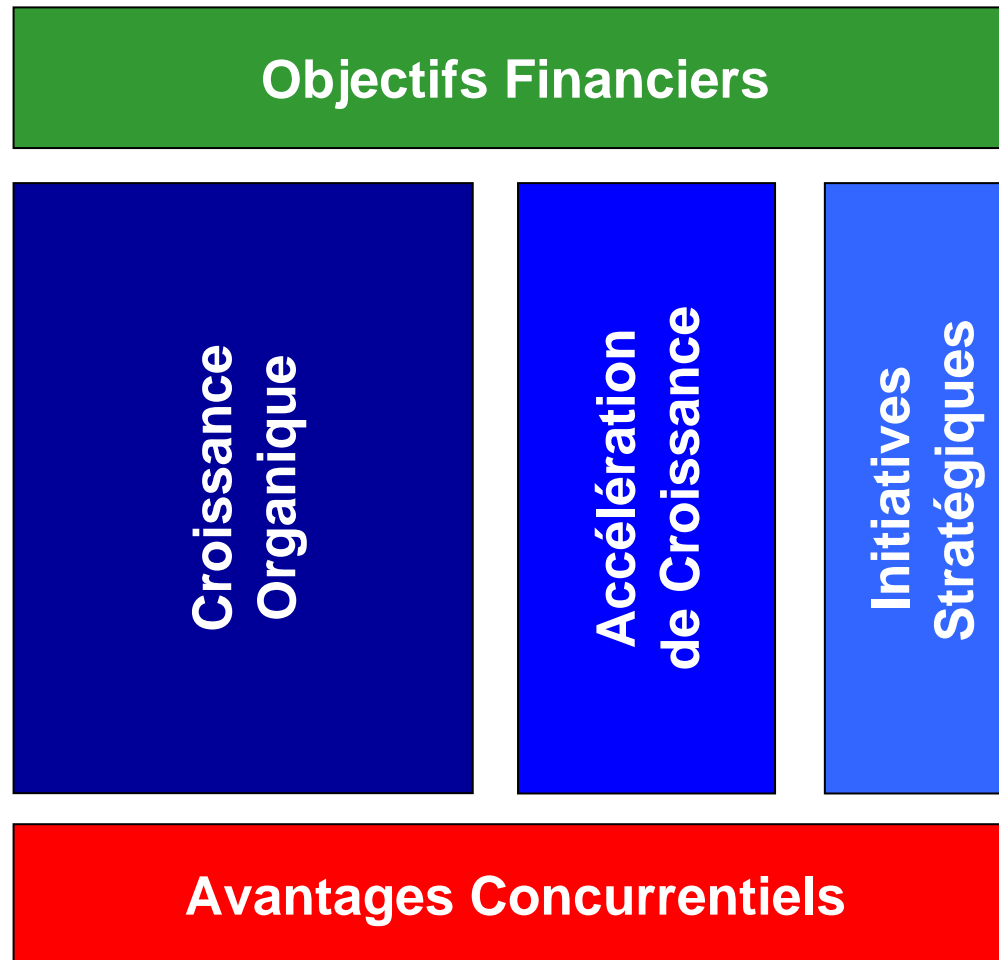 Objectifs Financiers
Croissance
Organique
Accélération
de Croissance
Initiatives
Stratégiques
Avantages Concurrentiels